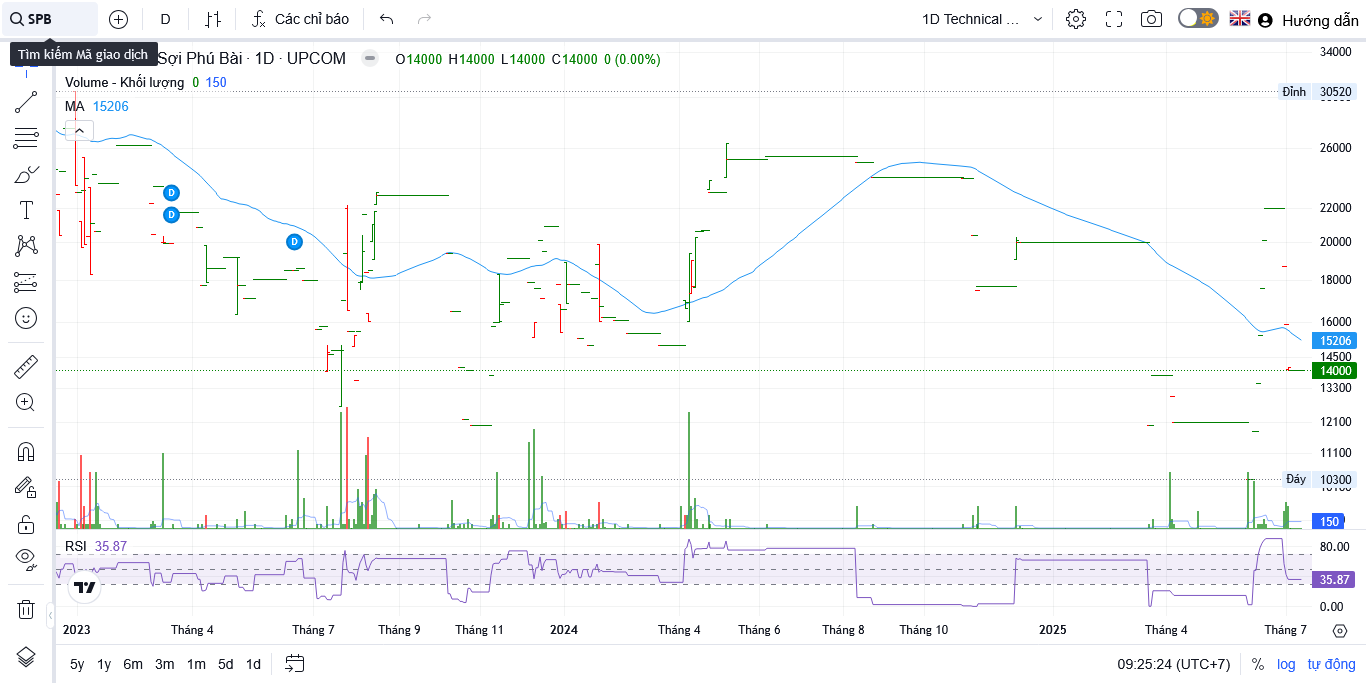 SPB D Các chỉ báo 1D Technical ... Hướng dẫn
Tìm kiếm Mã giao dịch
Sợi Phú Bài · 1D · UPCOM O14000 H14000 L14000 C14000 0 (0.00%)
Volume - Khối lượng 0 150
MA 15206
34000
Đỉnh 30520
26000
D
D
22000
D
20000
18000
16000
15206
14500
14000
13300
12100
11100
Đáy 10300
150
RSI 35.87
80.00
35.87
0.00
2023 Tháng 4 Tháng 7 Tháng 9 Tháng 11 2024 Tháng 4 Tháng 6 Tháng 8 Tháng 10 2025 Tháng 4 Tháng 7
5y 1y 6m 3m 1m 5d 1d 09:25:24 (UTC+7) % log tự động